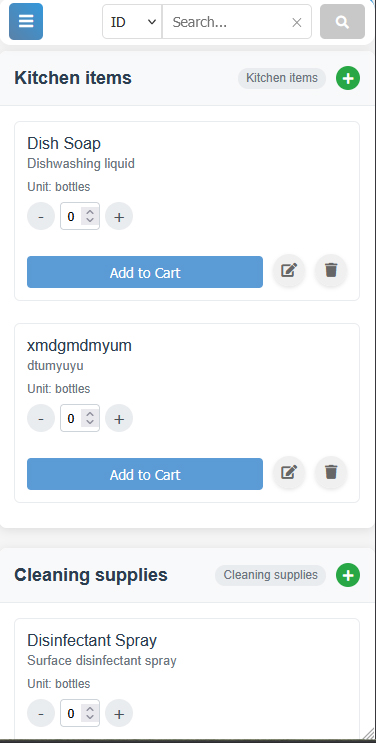 ID Search...
Kitchen items Kitchen items
Dish Soap
Dishwashing liquid
Unit: bottles
- 0 +
Add to Cart
xmdgmdmyum
dtumyuyu
Unit: bottles
- 0 +
Add to Cart
Cleaning supplies Cleaning supplies
Disinfectant Spray
Surface disinfectant spray
Unit: bottles
- 0 +